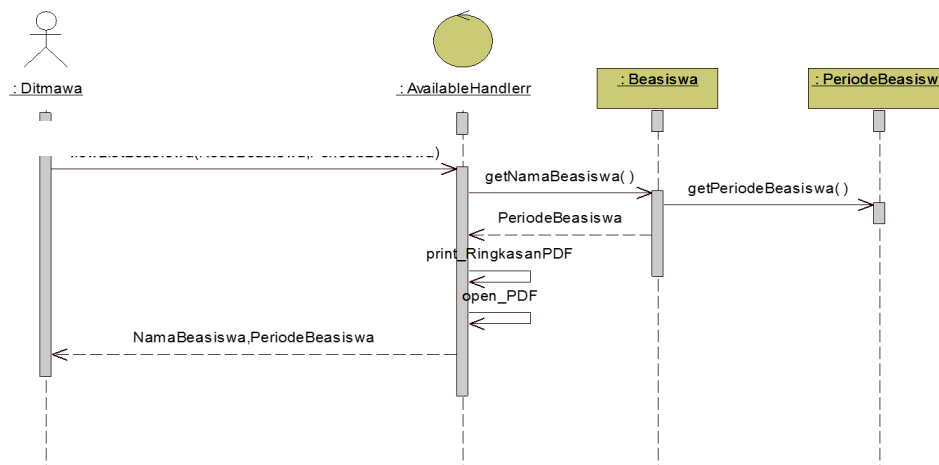 : Ditmawa
: AvailableHandlerr
: Beasiswa
: PeriodeBeasisw
getNamaBeasiswa( )
getPeriodeBeasiswa( )
PeriodeBeasiswa
print_RingkasanPDF
open_PDF
NamaBeasiswa,PeriodeBeasiswa